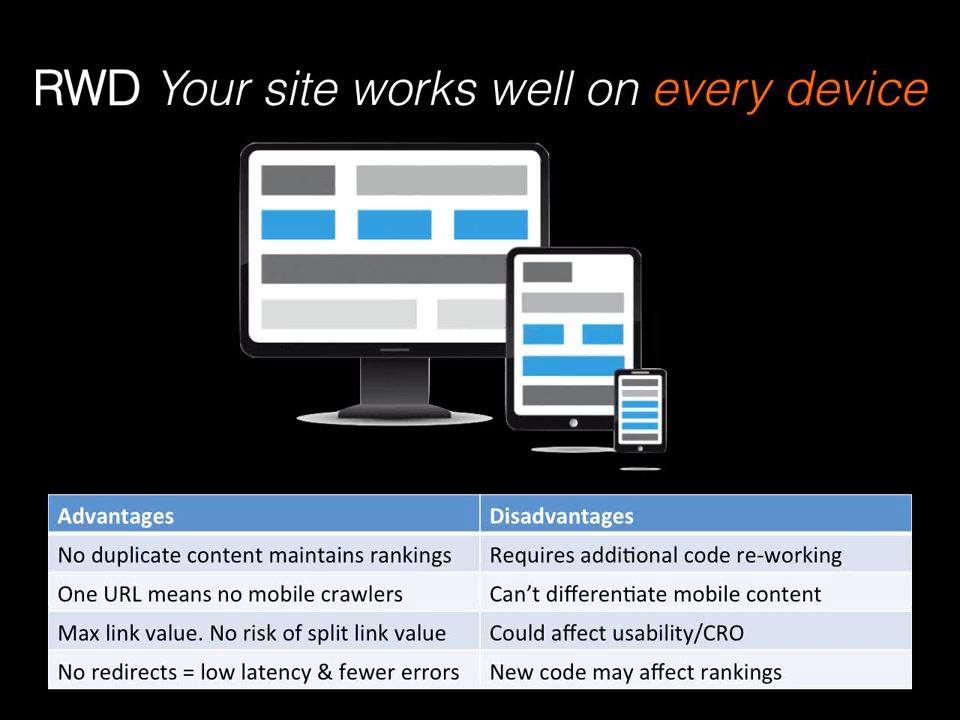 RWD Your site works well on every device
Advantages
Disadvantages
No duplicate content maintains rankings
Requires additional code re-working
One URL means no mobile crawlers
Can’t differentiate mobile content
Max link value. No risk of split link value
Could affect usability/CRO
No redirects = low latency & fewer errors
New code may affect rankings